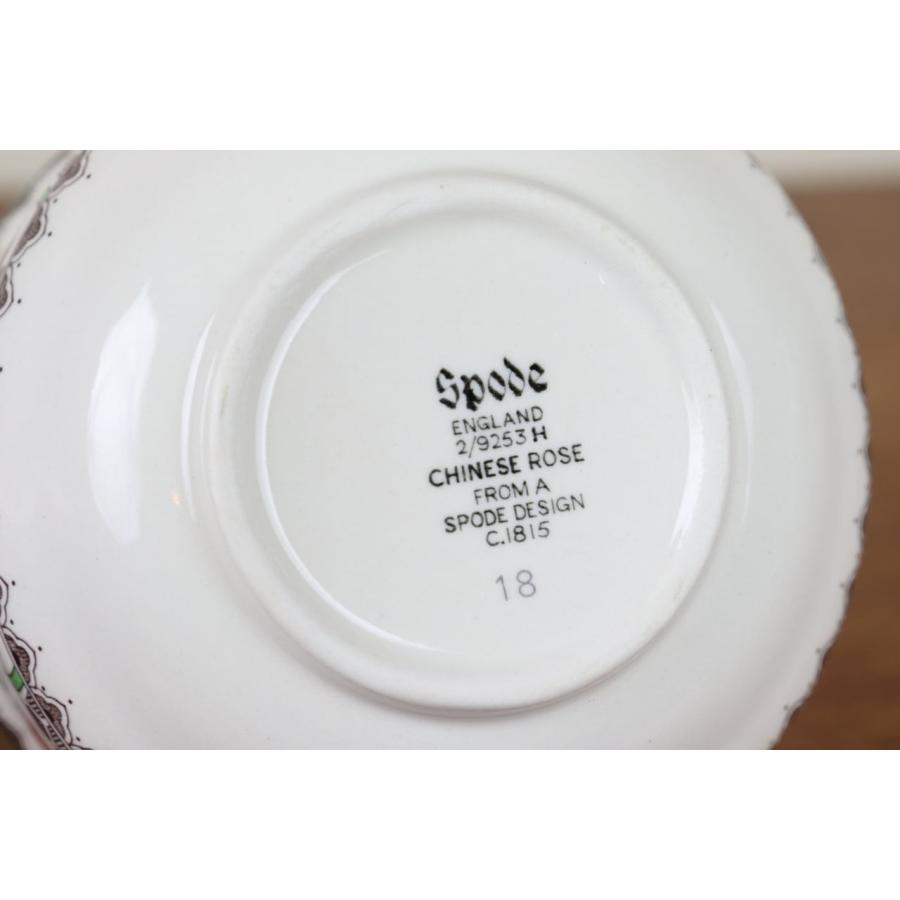 Spode
ENGLAND
2/9253 H
CHINESE ROSE
FROM A
SPODE DESIGN
C.1815
18